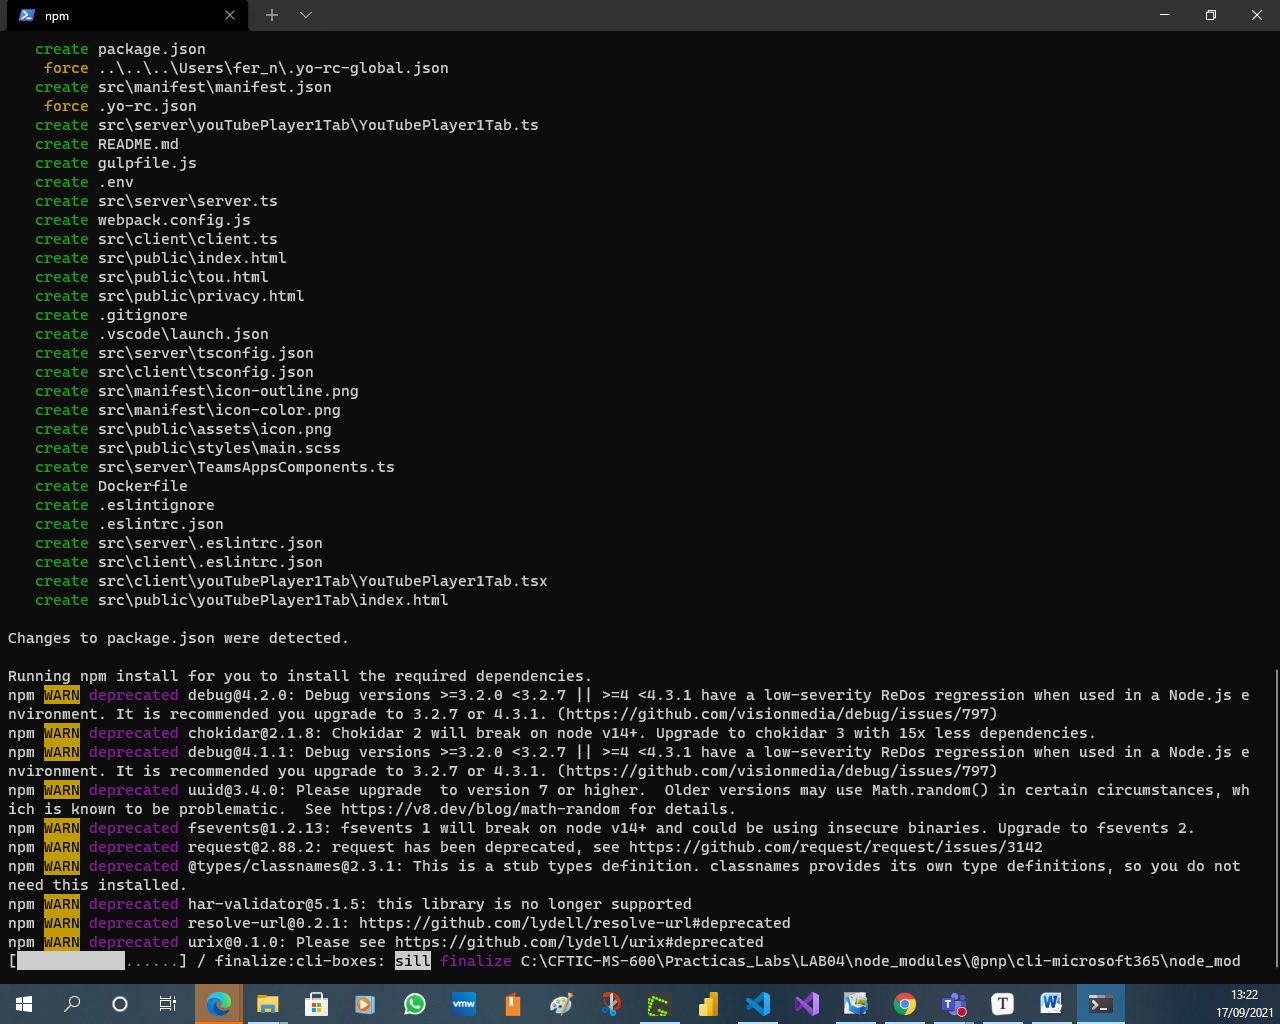 npm
create package.json
force ..\..\..\Users\fer_n\.yo-rc-global.json
create src\manifest\manifest.json
force .yo-rc.json
create src\server\youTubePlayer1Tab\YouTubePlayer1Tab.ts
create README.md
create gulpfile.js
create .env
create src\server\server.ts
create webpack.config.js
create src\client\client.ts
create src\public\index.html
create src\public\tou.html
create src\public\privacy.html
create .gitignore
create .vscode\launch.json
create src\server\tsconfig.json
create src\client\tsconfig.json
create src\manifest\icon-outline.png
create src\manifest\icon-color.png
create src\public\assets\icon.png
create src\public\styles\main.scss
create src\server\TeamsAppsComponents.ts
create Dockerfile
create .eslintignore
create .eslintrc.json
create src\server\.eslintrc.json
create src\client\.eslintrc.json
create src\client\youTubePlayer1Tab\YouTubePlayer1Tab.tsx
create src\public\youTubePlayer1Tab\index.html
Changes to package.json were detected.
Running npm install for you to install the required dependencies.
npm WARN deprecated debug@4.2.0: Debug versions >=3.2.0 <3.2.7 || >=4 <4.3.1 have a low-severity ReDos regression when used in a Node.js e
nvironment. It is recommended you upgrade to 3.2.7 or 4.3.1. (https://github.com/visionmedia/debug/issues/797)
npm WARN deprecated chokidar@2.1.8: Chokidar 2 will break on node v14+. Upgrade to chokidar 3 with 15x less dependencies.
npm WARN deprecated debug@4.1.1: Debug versions >=3.2.0 <3.2.7 || >=4 <4.3.1 have a low-severity ReDos regression when used in a Node.js e
nvironment. It is recommended you upgrade to 3.2.7 or 4.3.1. (https://github.com/visionmedia/debug/issues/797)
npm WARN deprecated uuid@3.4.0: Please upgrade  to version 7 or higher.  Older versions may use Math.random() in certain circumstances, wh
ich is known to be problematic.  See https://v8.dev/blog/math-random for details.
npm WARN deprecated fsevents@1.2.13: fsevents 1 will break on node v14+ and could be using insecure binaries. Upgrade to fsevents 2.
npm WARN deprecated request@2.88.2: request has been deprecated, see https://github.com/request/request/issues/3142
npm WARN deprecated @types/classnames@2.3.1: This is a stub types definition. classnames provides its own type definitions, so you do not
need this installed.
npm WARN deprecated har-validator@5.1.5: this library is no longer supported
npm WARN deprecated resolve-url@0.2.1: https://github.com/lydell/resolve-url#deprecated
npm WARN deprecated urix@0.1.0: Please see https://github.com/lydell/urix#deprecated
[            ......] / finalize:cli-boxes: sill finalize C:\CFTIC-MS-600\Practicas_Labs\LAB04\node_modules\@pnp\cli-microsoft365\node_mod
vmw
T
W
13:22
17/09/2021